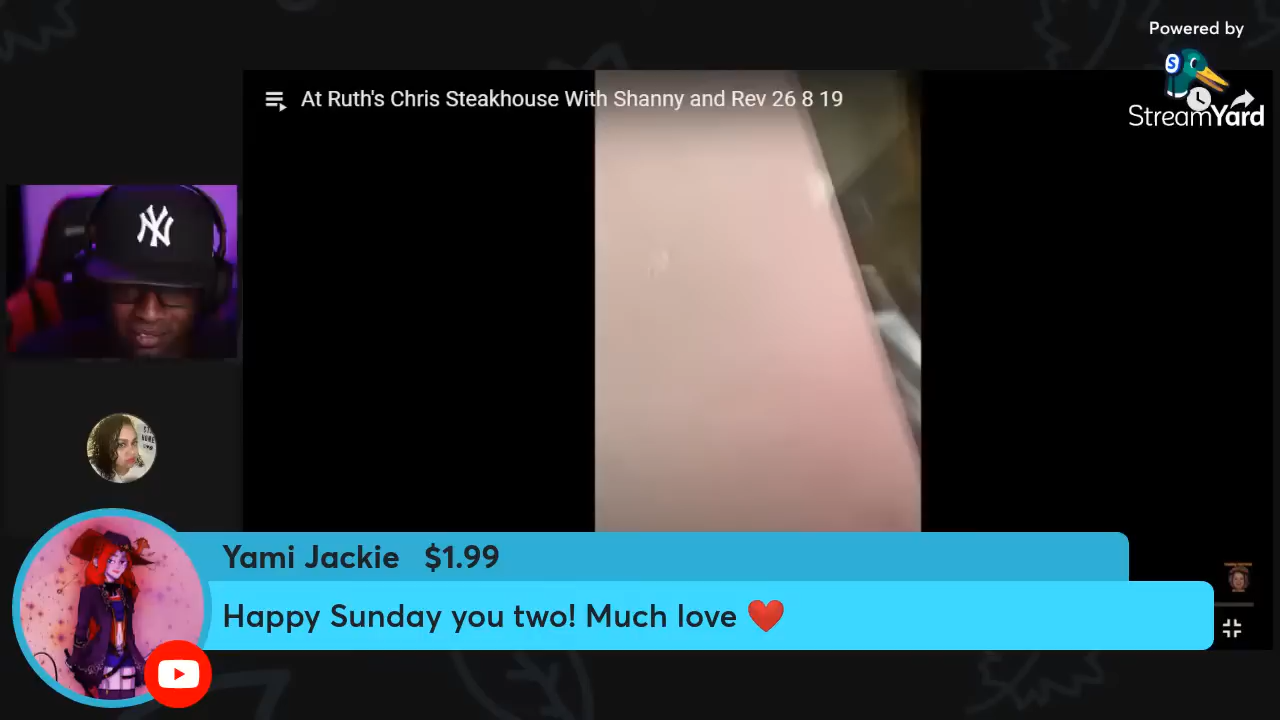 Powered by
StreamYard
At Ruth's Chris Steakhouse With Shanny and Rev 26 8 19
NY
Yami Jackie $1.99
Happy Sunday you two! Much love ❤️